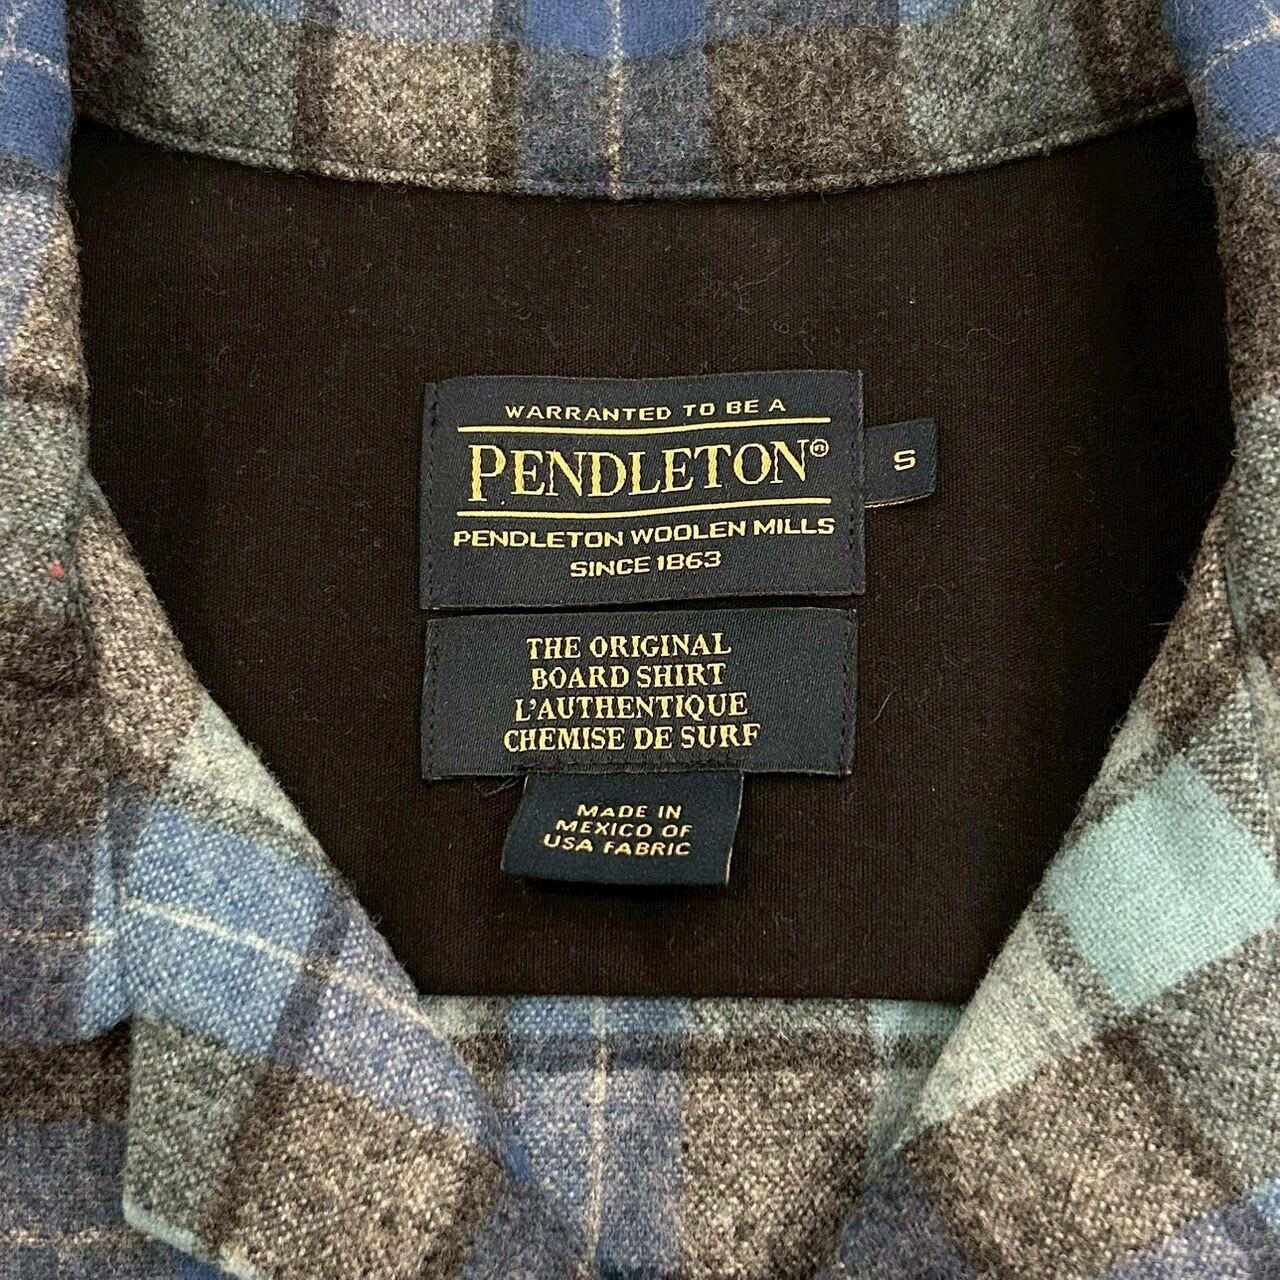 WARRANTED TO BE A
PENDLETON®
PENDLETON WOOLEN MILLS
SINCE 1863
S
THE ORIGINAL
BOARD SHIRT
L'AUTHENTIQUE
CHEMISE DE SURF
MADE IN
MEXICO OF
USA FABRIC